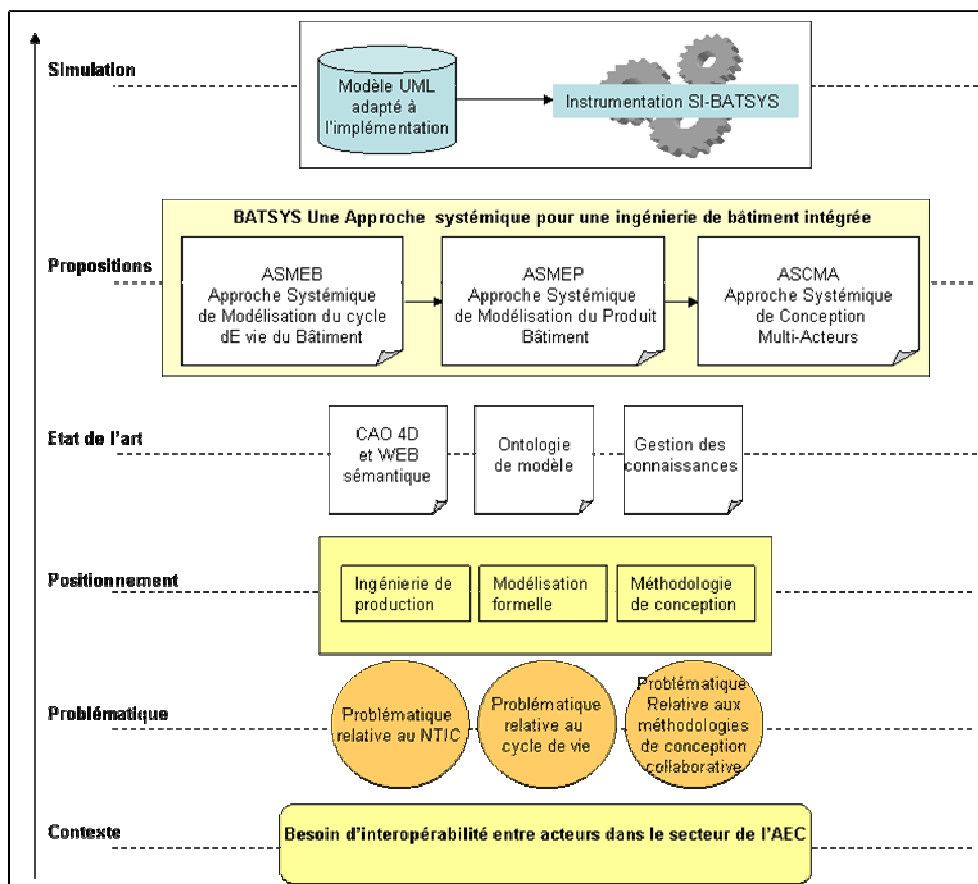 Simulation
Modèle UML
adapté à
l'implémentation
Instrumentation SI-BATSYS
BATSYS Une Approche systémique pour une ingénierie de bâtiment intégrée
Propositions
ASMEB
Approche Systémique
de Modélisation du cycle
dE vie du Bâtiment
ASMEP
Approche Systémique
de Modélisation du Produit
Bâtiment
ASCMA
Approche Systémique
de Conception
Multi-Acteurs
Etat de l'art
CAO 4D
et WEB
sémantique
Ontologie
de modèle
Gestion des
connaissances
Positionnement
Ingénierie de
production
Modélisation
formelle
Méthodologie
de conception
Problématique
Problématique
relative au NTIC
Problématique
relative au
cycle de vie
Problématique
Relative aux
méthodologies
de conception
collaborative
Contexte
Besoin d'interopérabilité entre acteurs dans le secteur de l'AEC